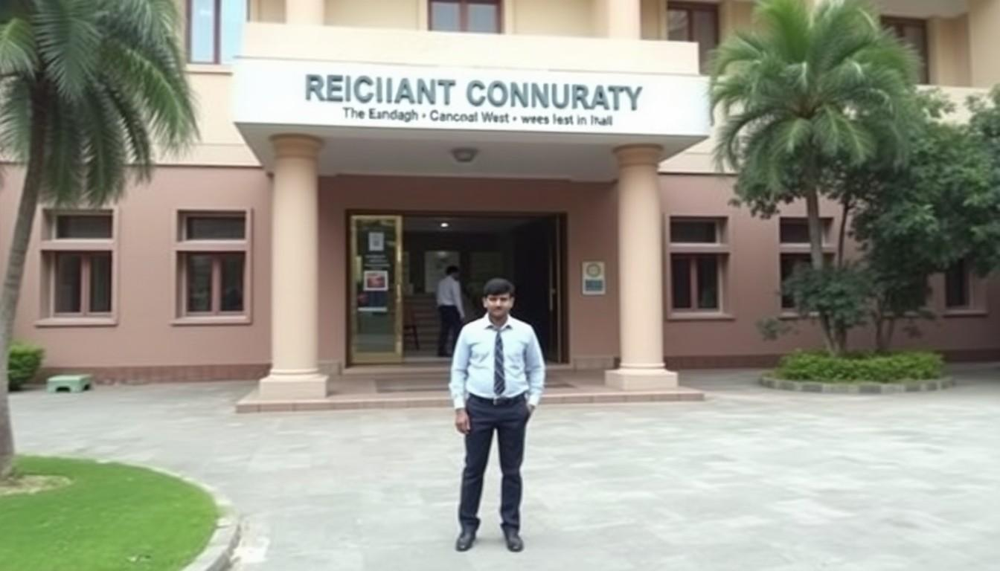 REICIIANT CONNURATY
The Eandagh • Cancoal West • wees lest in lhall